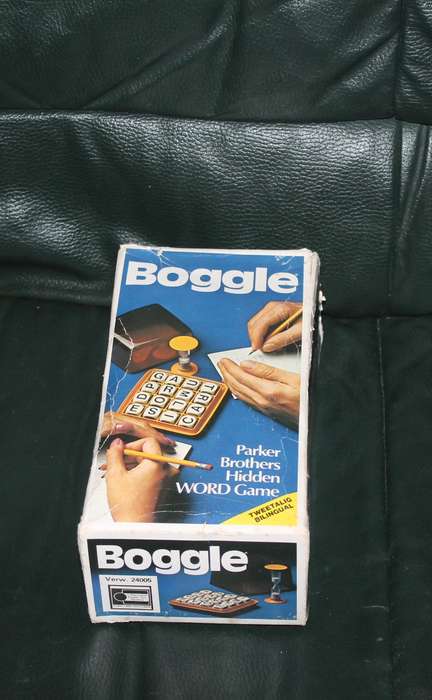 Boggle
Parker
Brothers
Hidden
WORD Game
TWEETALIG
BILINGUAL
Boggle
Verw. 24005